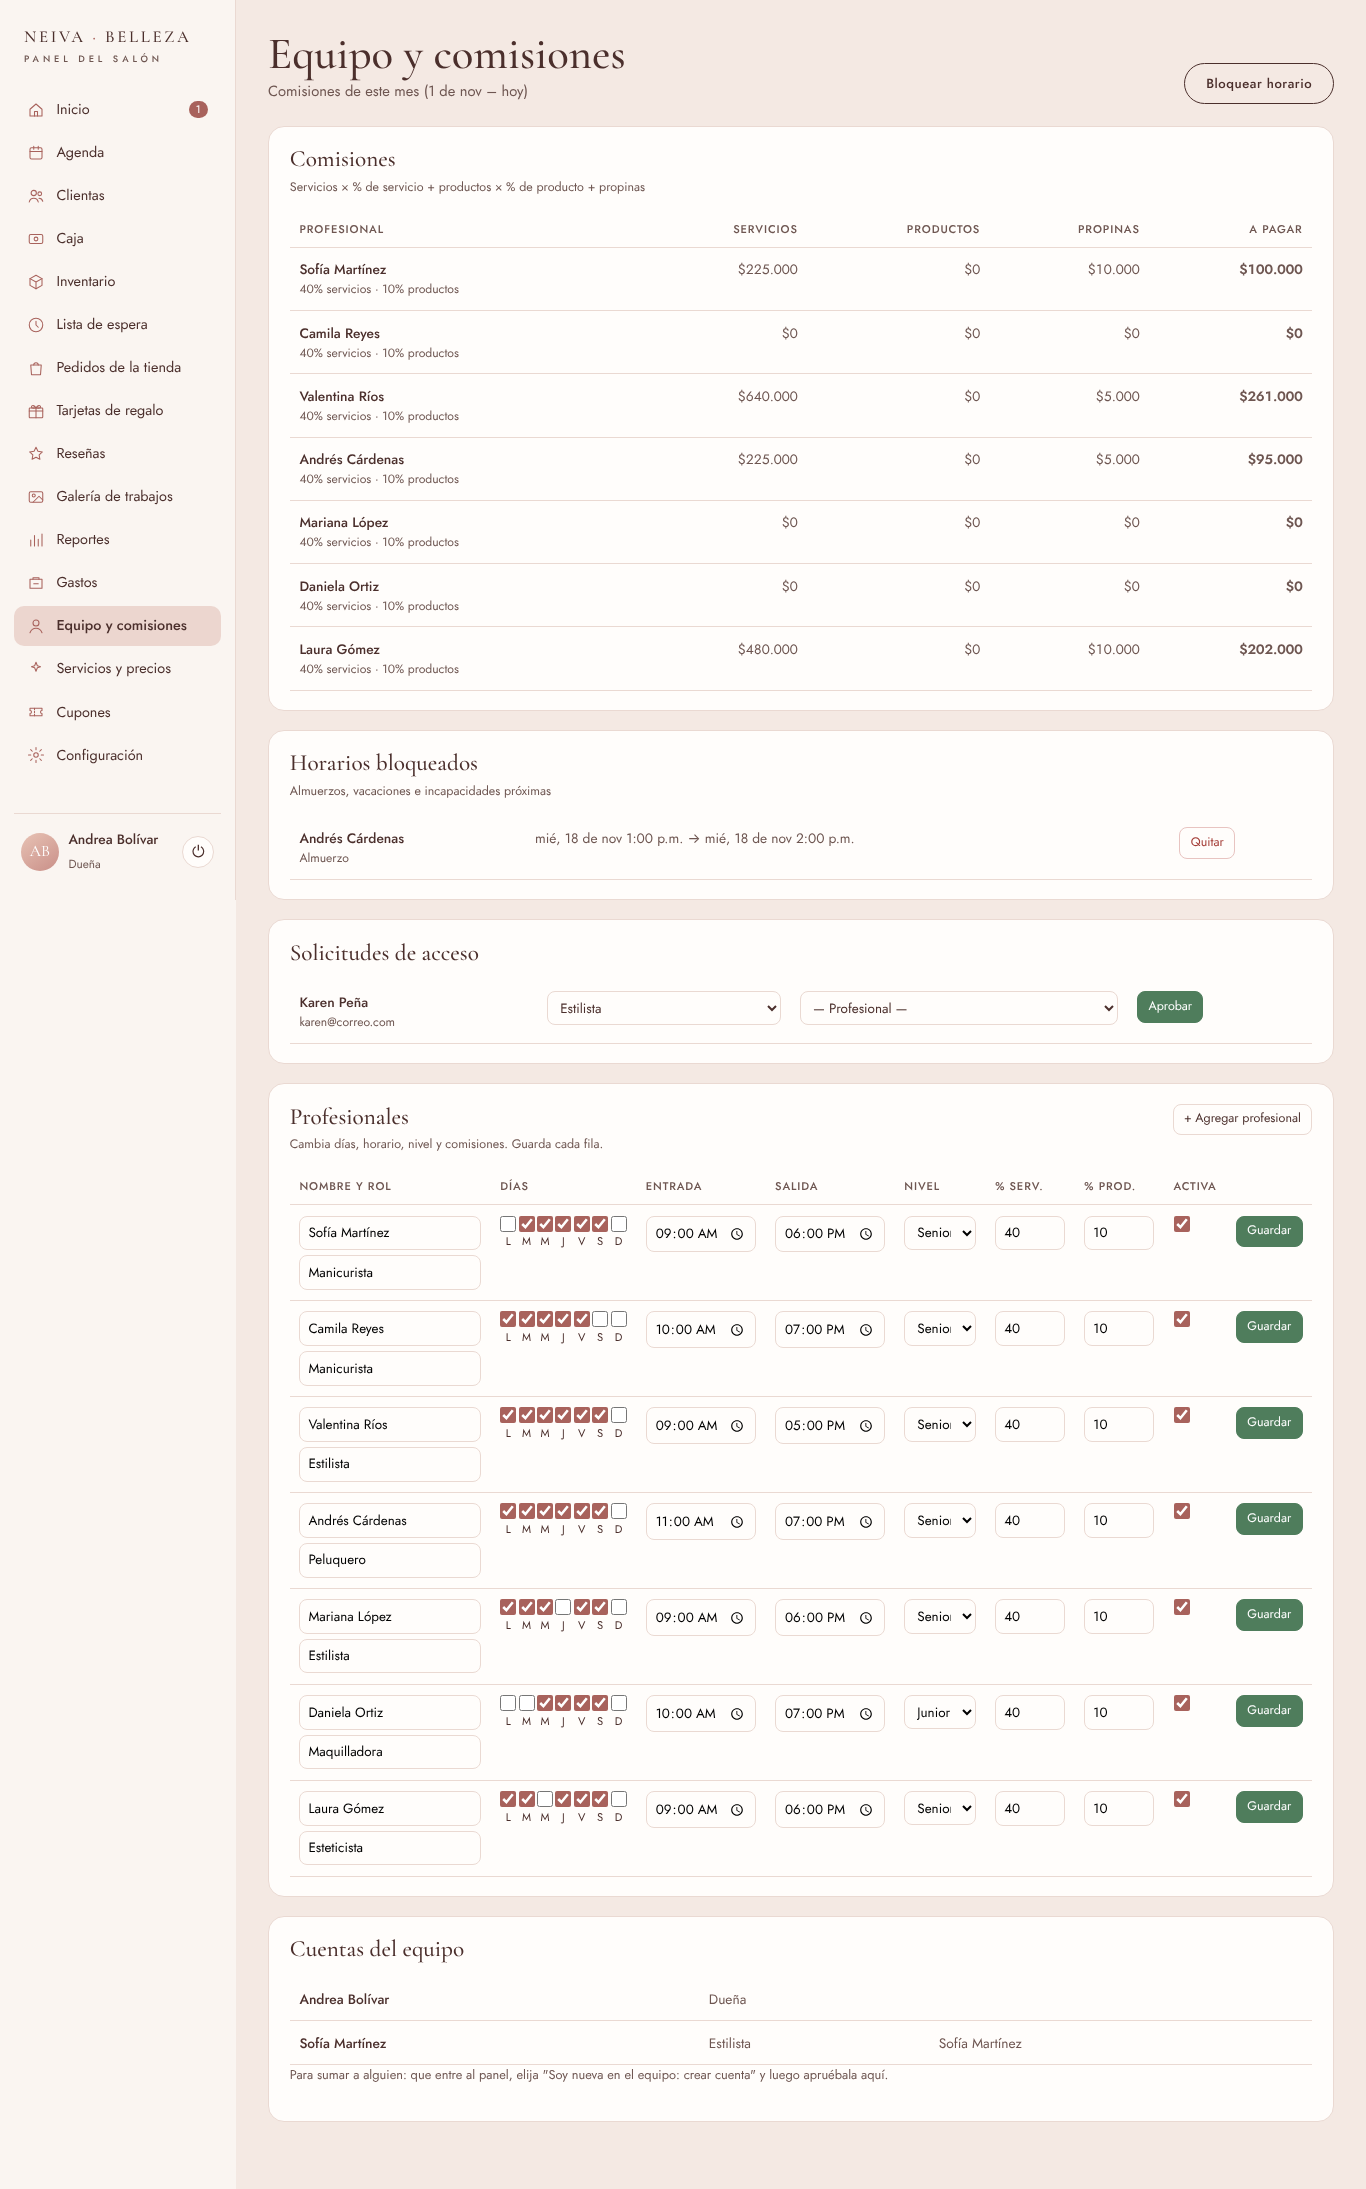 NEIVA · BELLEZA
PANEL DEL SALÓN
Inicio 1
Agenda
Clientas
Caja
Inventario
Lista de espera
Pedidos de la tienda
Tarjetas de regalo
Reseñas
Galería de trabajos
Reportes
Gastos
Equipo y comisiones
Servicios y precios
Cupones
Configuración
AB
Andrea Bolívar
Dueña
Equipo y comisiones
Comisiones de este mes (1 de nov – hoy)
Bloquear horario
Comisiones
Servicios × % de servicio + productos × % de producto + propinas
PROFESIONAL SERVICIOS PRODUCTOS PROPINAS A PAGAR
Sofía Martínez $225.000 $0 $10.000 $100.000
40% servicios · 10% productos
Camila Reyes $0 $0 $0 $0
40% servicios · 10% productos
Valentina Ríos $640.000 $0 $5.000 $261.000
40% servicios · 10% productos
Andrés Cárdenas $225.000 $0 $5.000 $95.000
40% servicios · 10% productos
Mariana López $0 $0 $0 $0
40% servicios · 10% productos
Daniela Ortiz $0 $0 $0 $0
40% servicios · 10% productos
Laura Gómez $480.000 $0 $10.000 $202.000
40% servicios · 10% productos
Horarios bloqueados
Almuerzos, vacaciones e incapacidades próximas
Andrés Cárdenas mié, 18 de nov 1:00 p.m. → mié, 18 de nov 2:00 p.m. Quitar
Almuerzo
Solicitudes de acceso
Karen Peña Estilista — Profesional — Aprobar
karen@correo.com
Profesionales
+ Agregar profesional
Cambia días, horario, nivel y comisiones. Guarda cada fila.
NOMBRE Y ROL DÍAS ENTRADA SALIDA NIVEL % SERV. % PROD. ACTIVA
Sofía Martínez 09:00 AM 06:00 PM Senior 40 10 Guardar
L M M J V S D
Manicurista
Camila Reyes 10:00 AM 07:00 PM Senior 40 10 Guardar
L M M J V S D
Manicurista
Valentina Ríos 09:00 AM 05:00 PM Senior 40 10 Guardar
L M M J V S D
Estilista
Andrés Cárdenas 11:00 AM 07:00 PM Senior 40 10 Guardar
L M M J V S D
Peluquero
Mariana López 09:00 AM 06:00 PM Senior 40 10 Guardar
L M M J V S D
Estilista
Daniela Ortiz 10:00 AM 07:00 PM Junior 40 10 Guardar
L M M J V S D
Maquilladora
Laura Gómez 09:00 AM 06:00 PM Senior 40 10 Guardar
L M M J V S D
Esteticista
Cuentas del equipo
Andrea Bolívar Dueña
Sofía Martínez Estilista Sofía Martínez
Para sumar a alguien: que entre al panel, elija "Soy nueva en el equipo: crear cuenta" y luego apruébala aquí.